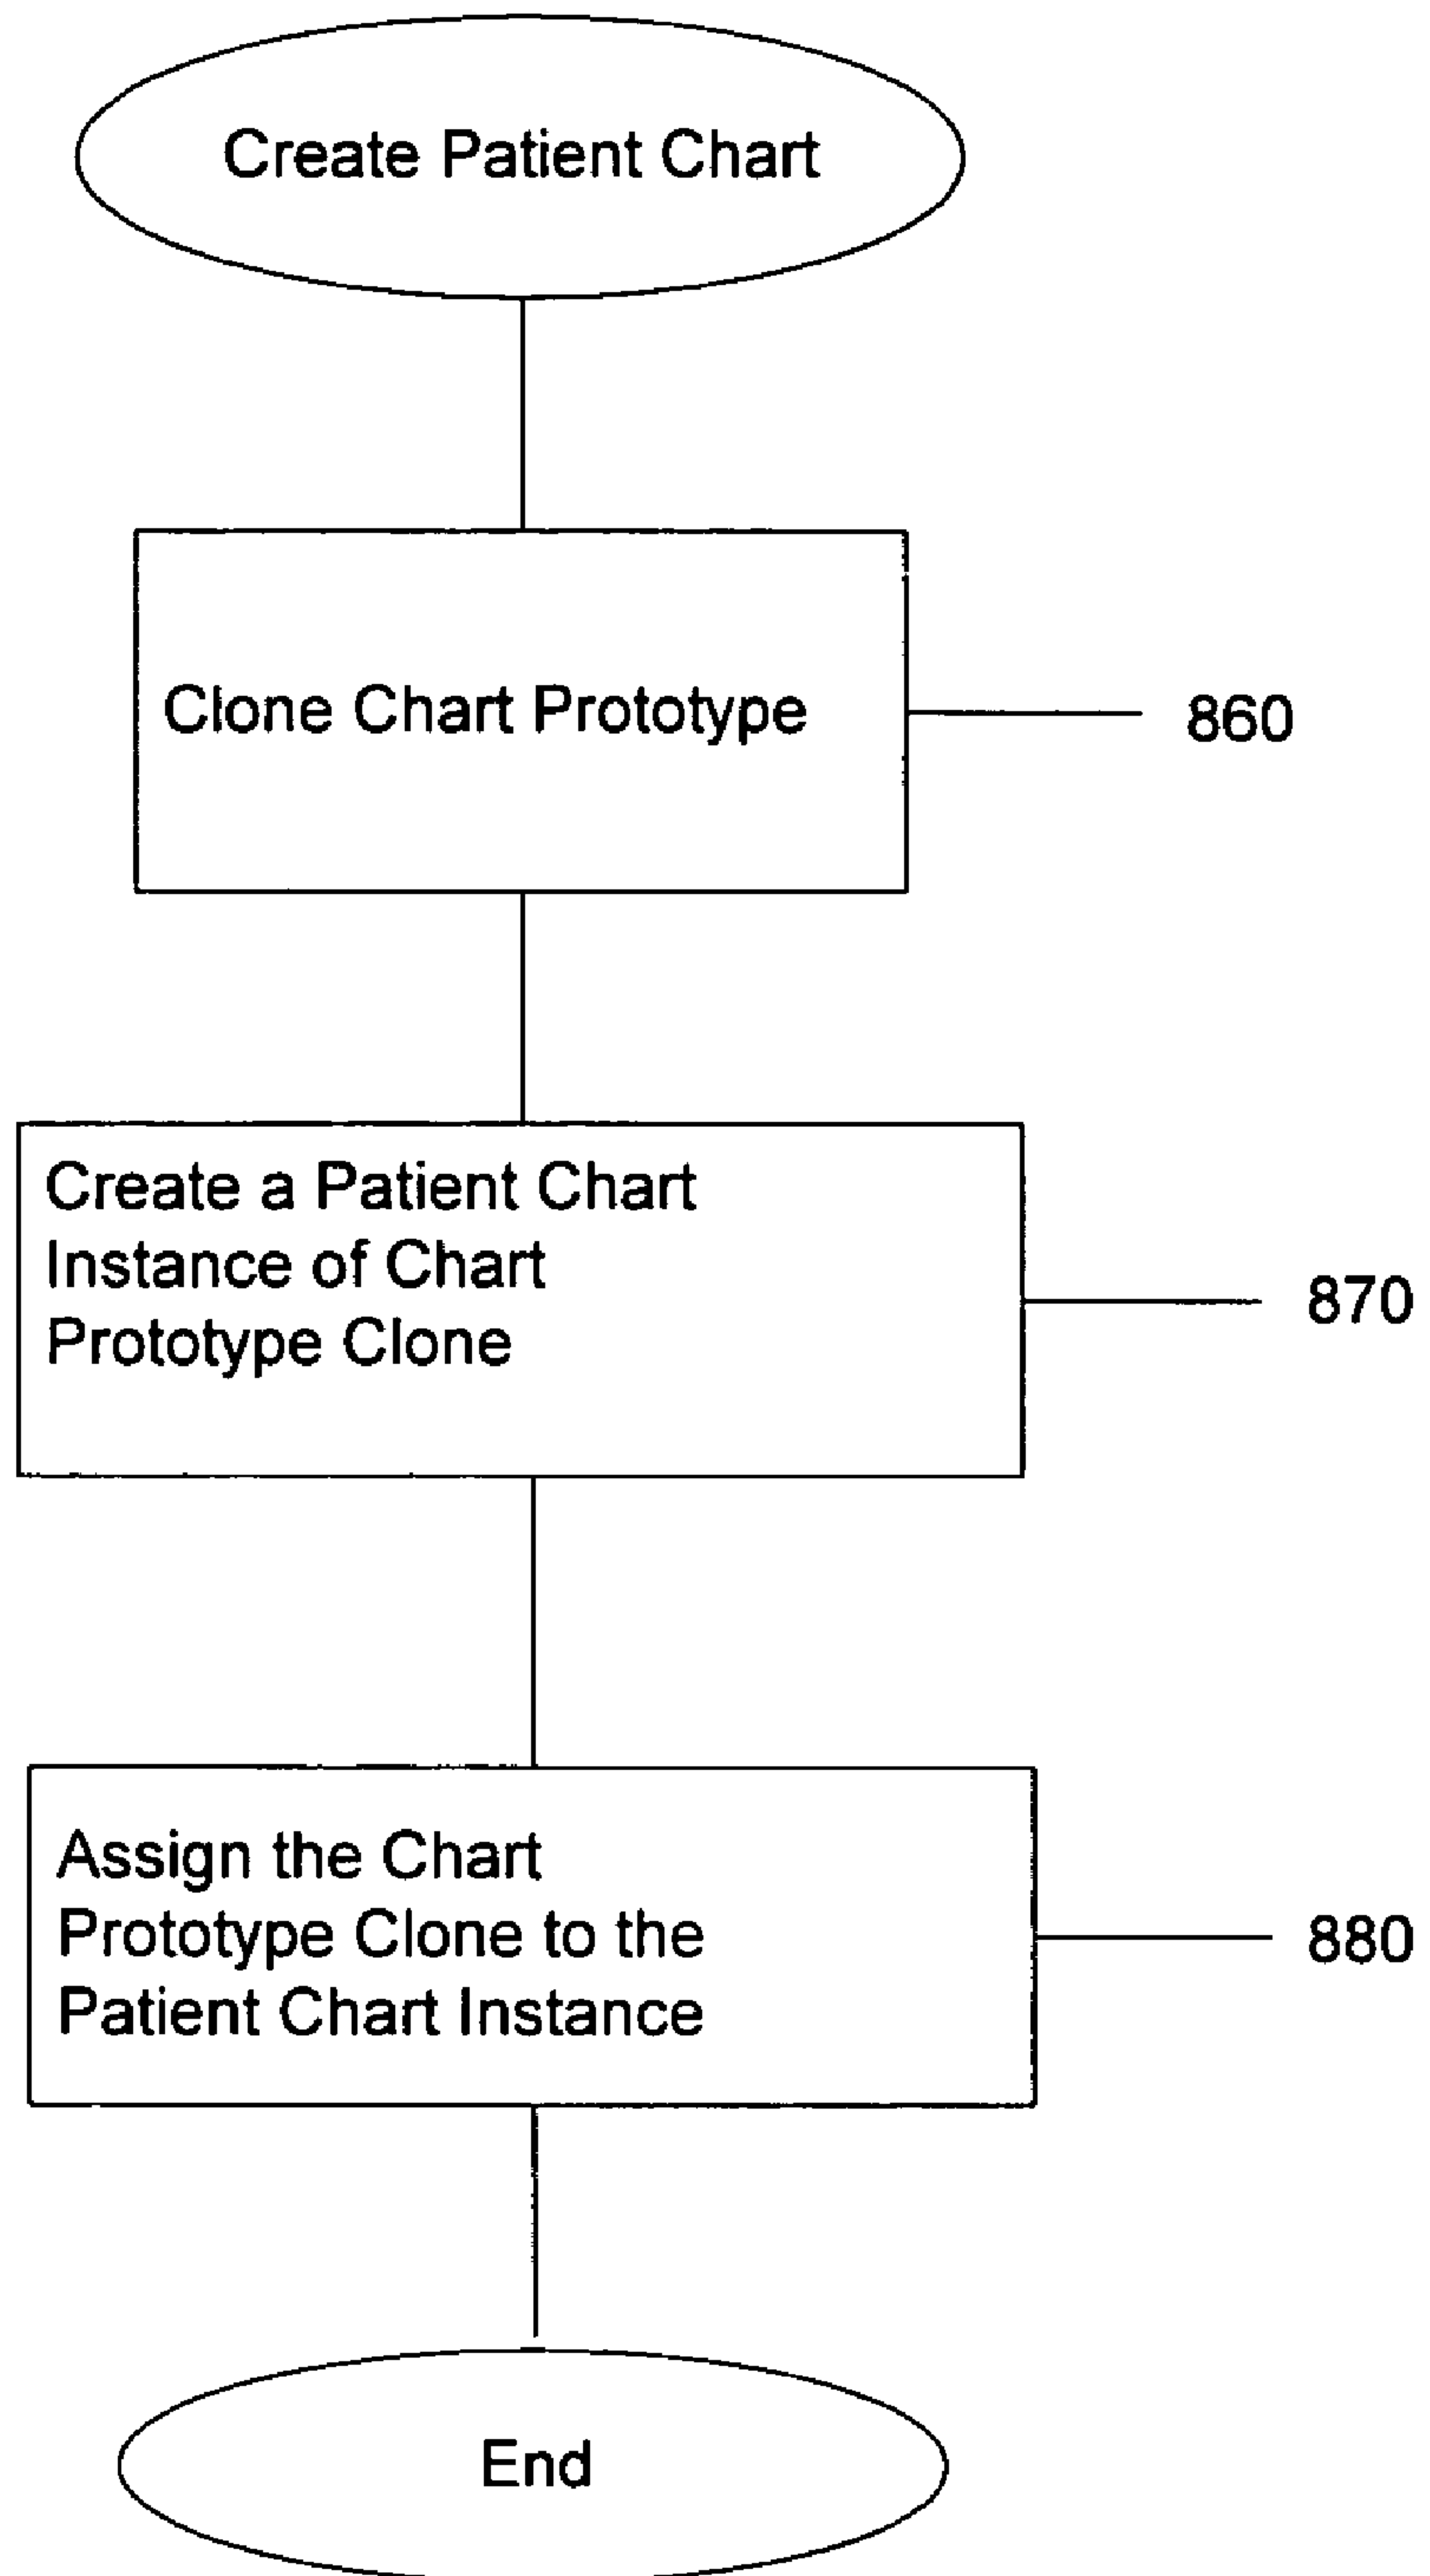 Create Patient Chart
Clone Chart Prototype
860
Create a Patient Chart
Instance of Chart
Prototype Clone
870
Assign the Chart
Prototype Clone to the
Patient Chart Instance
880
End